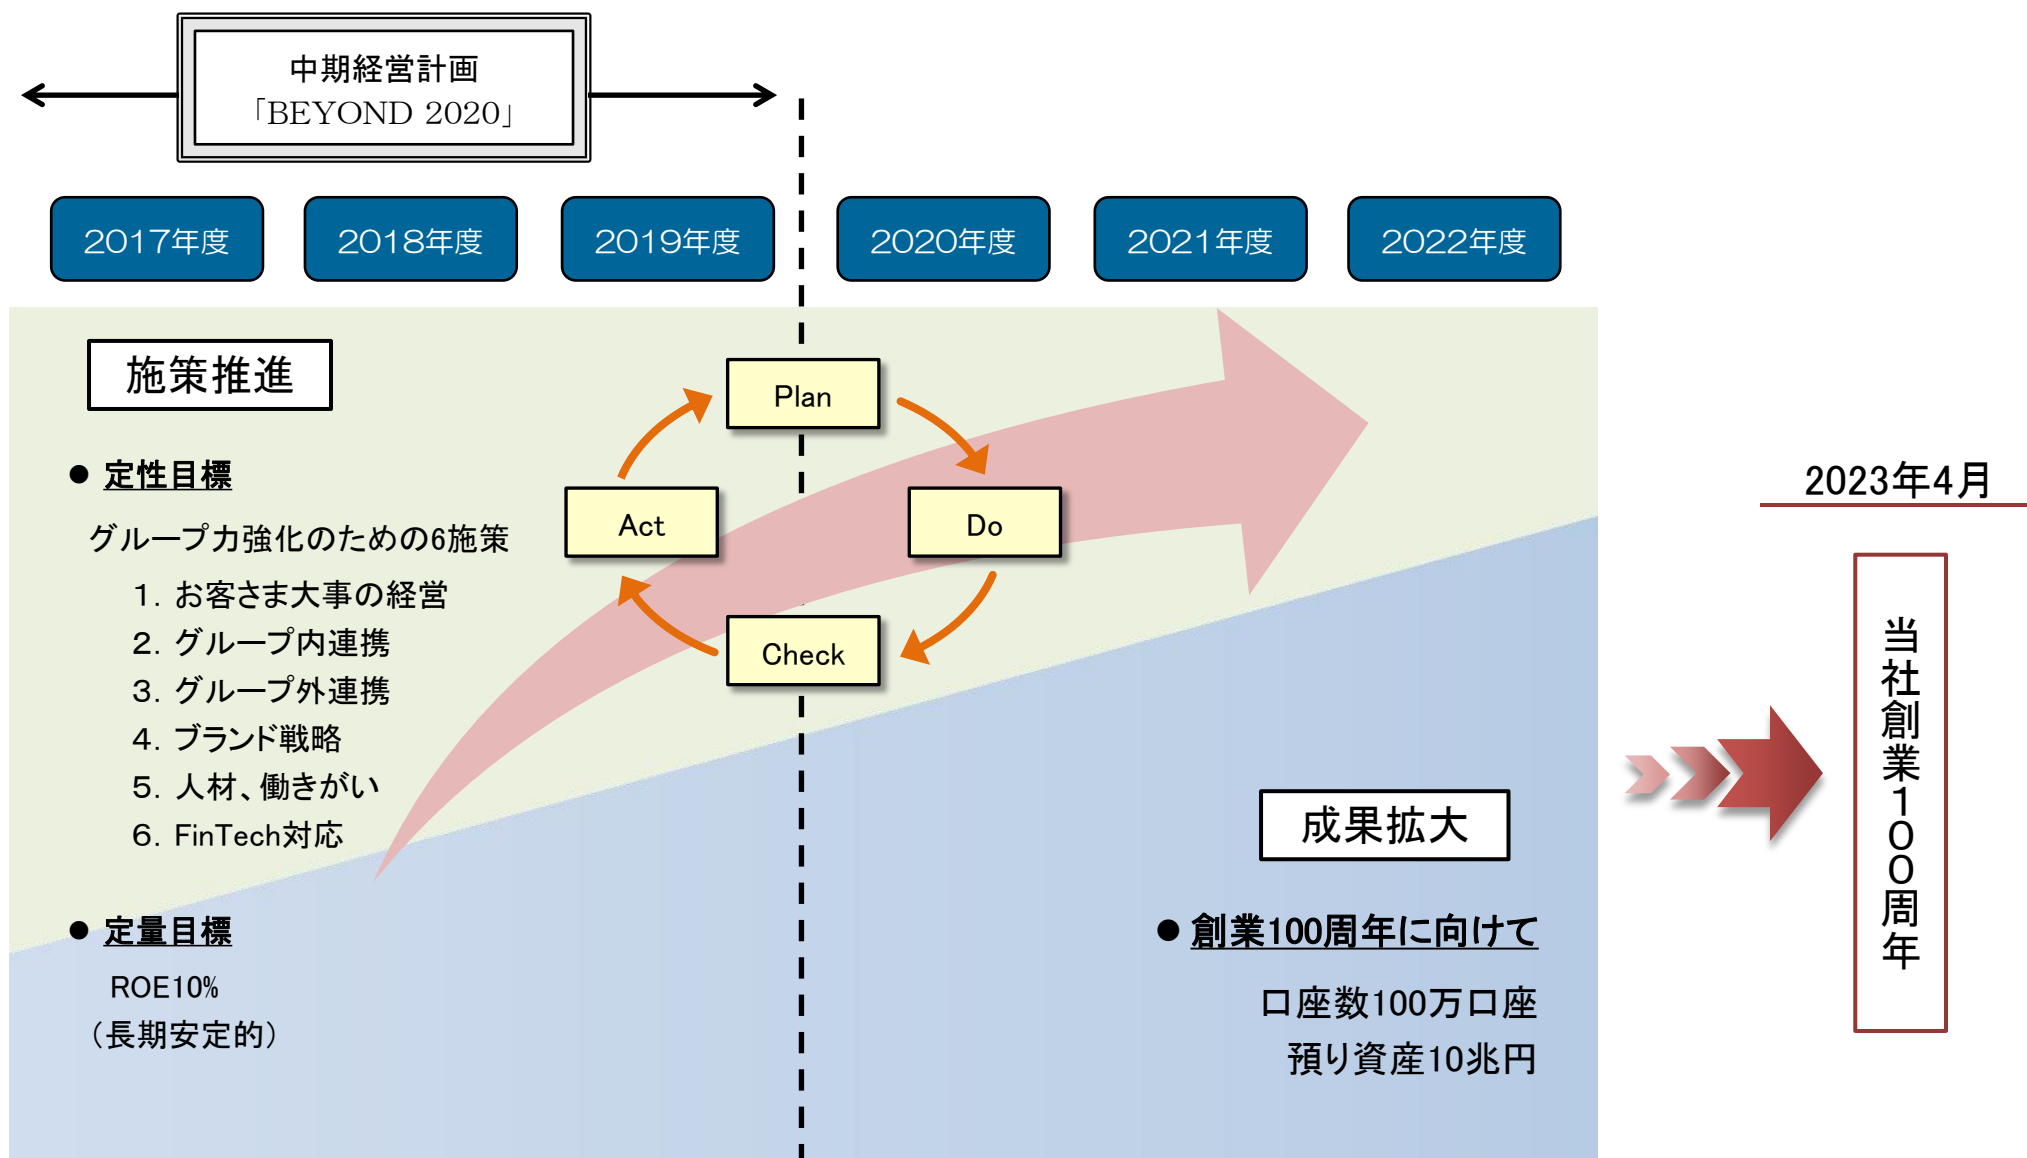 中期経営計画
「BEYOND 2020」
2017年度
2018年度
2019年度
2020年度
2021年度
2022年度
施策推進
● 定性目標
グループ力強化のための6施策
1. お客さま大事の経営
2. グループ内連携
3. グループ外連携
4. ブランド戦略
5. 人材、働きがい
6. FinTech対応
● 定量目標
ROE10%
（長期安定的）
Plan
Do
Check
Act
成果拡大
● 創業100周年に向けて
口座数100万口座
預り資産10兆円
2023年4月
当社創業100周年